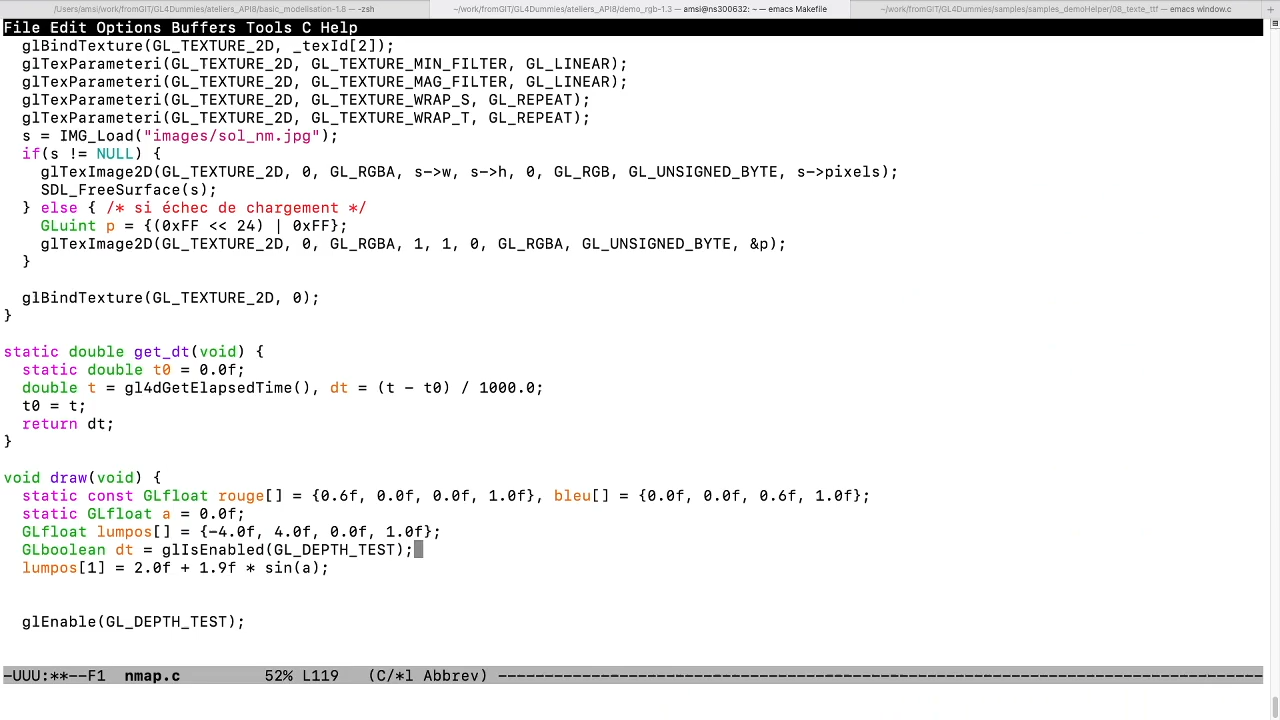 ~/work/fromGIT/GL4Dummies/ateliers_API8/demo_rgb-1.3 — amsi@ns300632: ~ — emacs Makefile
/Users/amsi/work/fromGIT/GL4Dummies/ateliers_API8/basic_modelisation-1.8 — -zsh
~/work/fromGIT/GL4Dummies/samples/samples_demoHelper/08_texte_ttf — emacs window.c
File Edit Options Buffers Tools C Help
  glBindTexture(GL_TEXTURE_2D, _texId[2]);
  glTexParameteri(GL_TEXTURE_2D, GL_TEXTURE_MIN_FILTER, GL_LINEAR);
  glTexParameteri(GL_TEXTURE_2D, GL_TEXTURE_MAG_FILTER, GL_LINEAR);
  glTexParameteri(GL_TEXTURE_2D, GL_TEXTURE_WRAP_S, GL_REPEAT);
  glTexParameteri(GL_TEXTURE_2D, GL_TEXTURE_WRAP_T, GL_REPEAT);
  s = IMG_Load("images/sol_nm.jpg");
  if(s != NULL) {
    glTexImage2D(GL_TEXTURE_2D, 0, GL_RGBA, s->w, s->h, 0, GL_RGB, GL_UNSIGNED_BYTE, s->pixels);
    SDL_FreeSurface(s);
  } else { /* si échec de chargement */
    GLuint p = {(0xFF << 24) | 0xFF};
    glTexImage2D(GL_TEXTURE_2D, 0, GL_RGBA, 1, 1, 0, GL_RGBA, GL_UNSIGNED_BYTE, &p);
  }
  glBindTexture(GL_TEXTURE_2D, 0);
}
static double get_dt(void) {
  static double t0 = 0.0f;
  double t = gl4dGetElapsedTime(), dt = (t - t0) / 1000.0;
  t0 = t;
  return dt;
}
void draw(void) {
  static const GLfloat rouge[] = {0.6f, 0.0f, 0.0f, 1.0f}, bleu[] = {0.0f, 0.0f, 0.6f, 1.0f};
  static GLfloat a = 0.0f;
  GLfloat lumpos[] = {-4.0f, 4.0f, 0.0f, 1.0f};
  GLboolean dt = glIsEnabled(GL_DEPTH_TEST);
  lumpos[1] = 2.0f + 1.9f * sin(a);
  glEnable(GL_DEPTH_TEST);
-UUU:**--F1  nmap.c         52% L119   (C/*l Abbrev) ----------------------------------------------------------------------------------